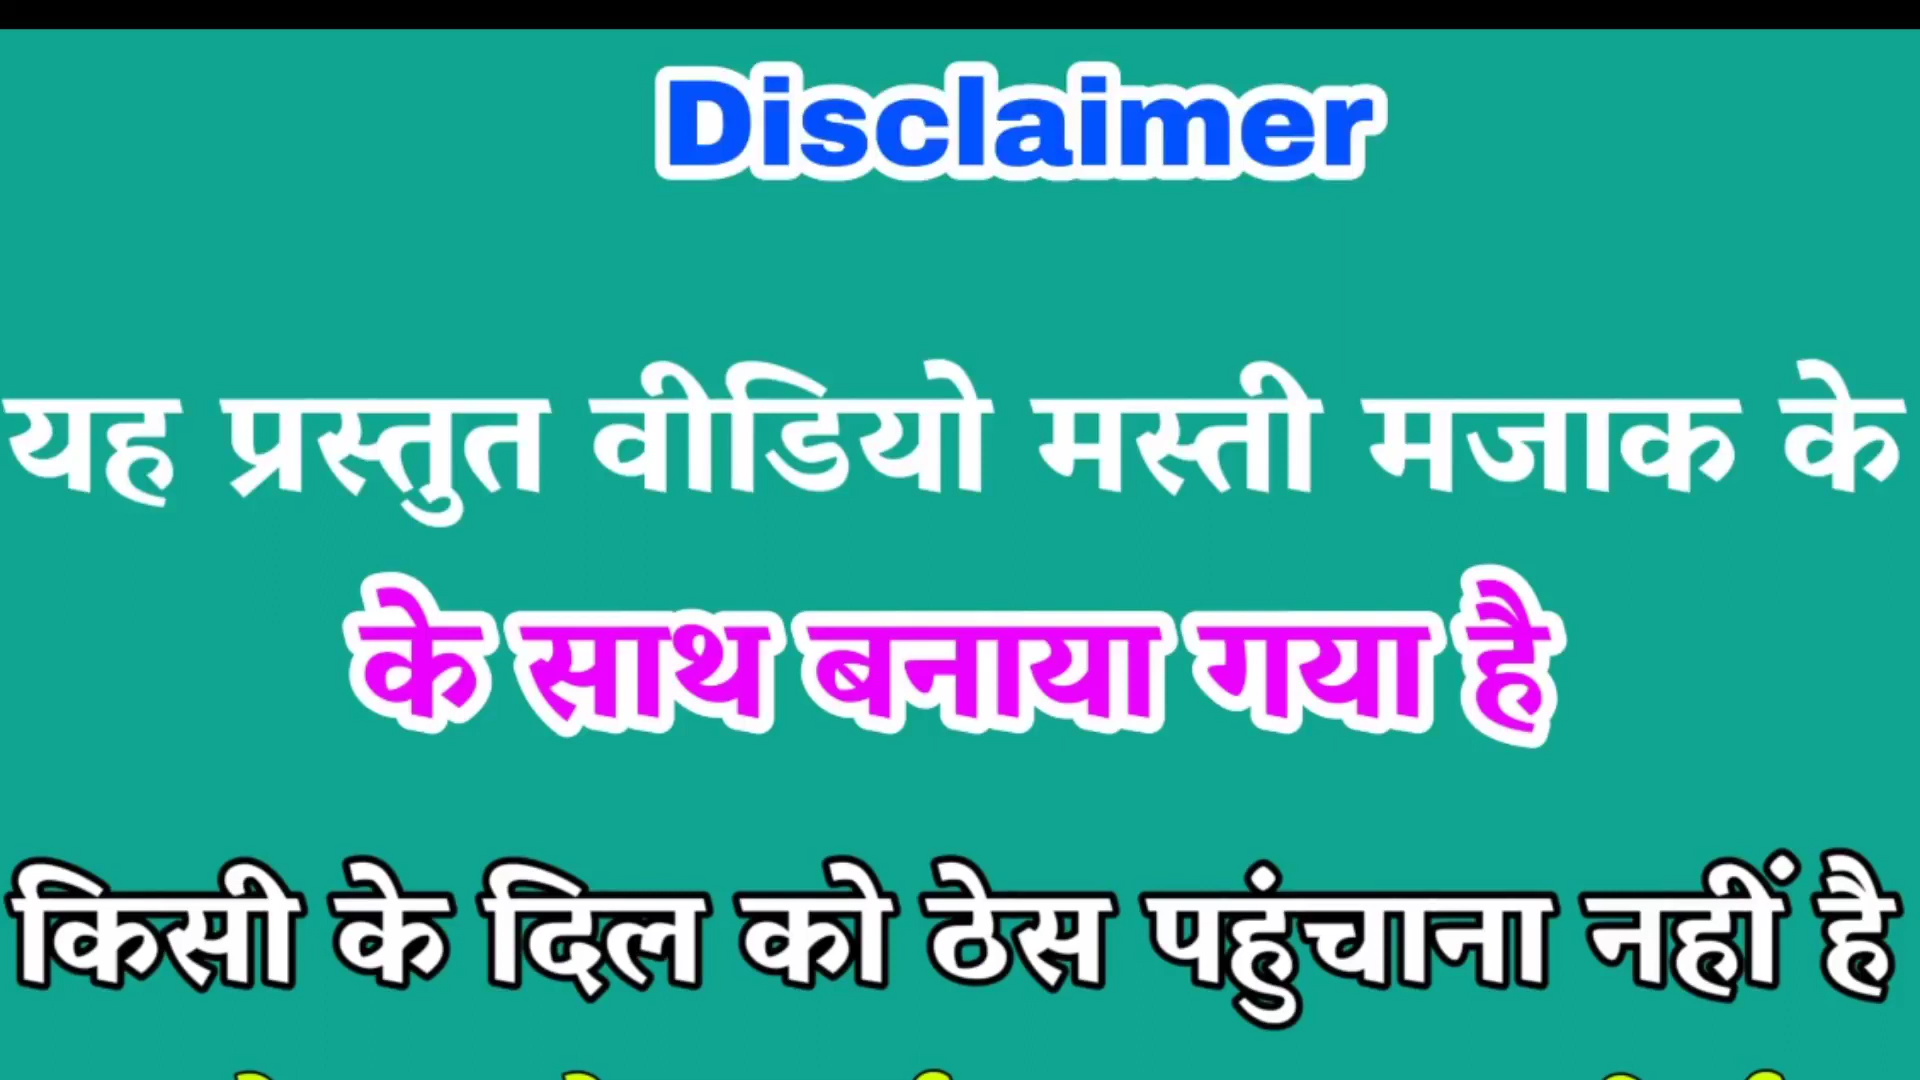 Disclaimer
यह प्रस्तुत वीडियो मस्ती मजाक के
के साथ बनाया गया है
किसी के दिल को ठेस पहुंचाना नहीं है